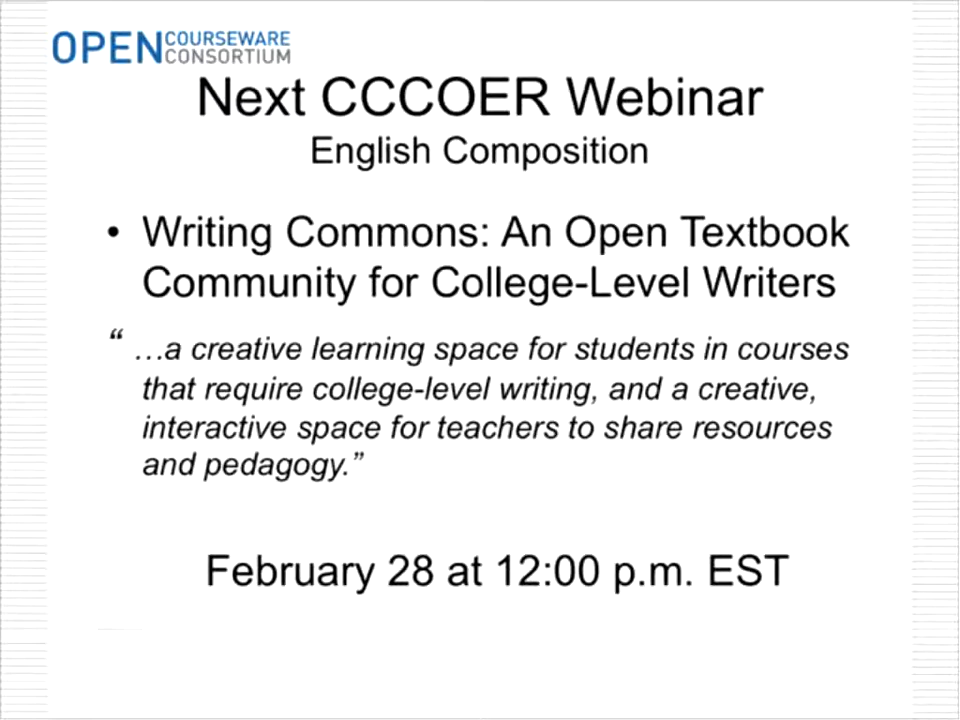 OPEN COURSEWARE CONSORTIUM
Next CCCOER Webinar
English Composition
• Writing Commons: An Open Textbook
Community for College-Level Writers
“ …a creative learning space for students in courses
that require college-level writing, and a creative,
interactive space for teachers to share resources
and pedagogy.”
February 28 at 12:00 p.m. EST